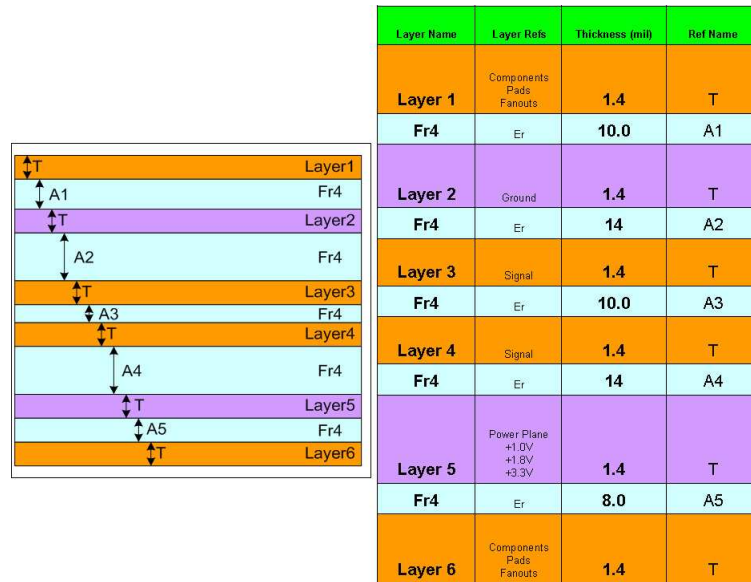 T Layer1
A1 Fr4
T Layer2
A2 Fr4
T Layer3
A3 Fr4
T Layer4
A4 Fr4
T Layer5
A5 Fr4
T Layer6
Layer Name Layer Refs Thickness (mil) Ref Name
Components
Pads
Layer 1 Fanouts 1.4 T
Fr4 Er 10.0 A1
Layer 2 Ground 1.4 T
Fr4 Er 14 A2
Layer 3 Signal 1.4 T
Fr4 Er 10.0 A3
Layer 4 Signal 1.4 T
Fr4 Er 14 A4
Power Plane
+1.0V
+1.8V
Layer 5 +3.3V 1.4 T
Fr4 Er 8.0 A5
Components
Pads
Layer 6 Fanouts 1.4 T